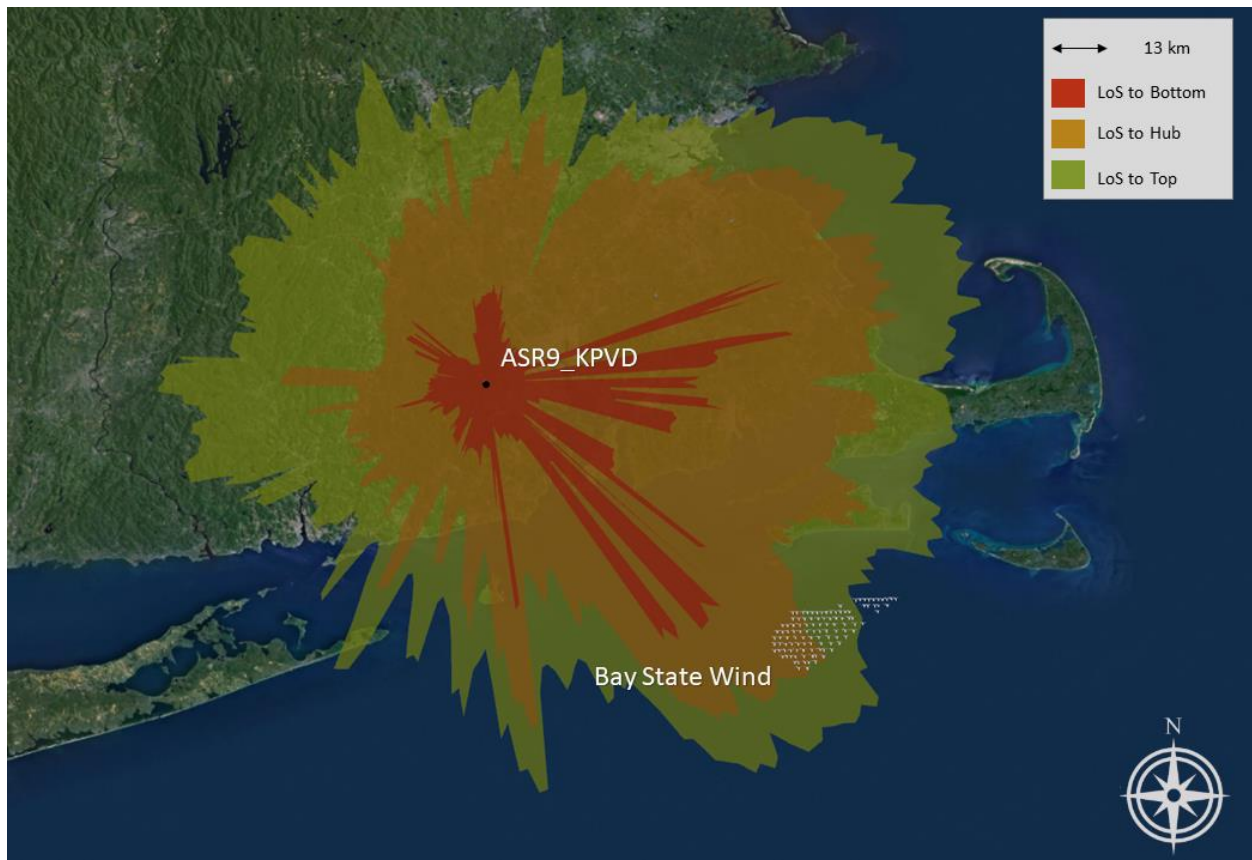 13 km
LoS to Bottom
LoS to Hub
LoS to Top
ASR9_KPVD
Bay State Wind
N